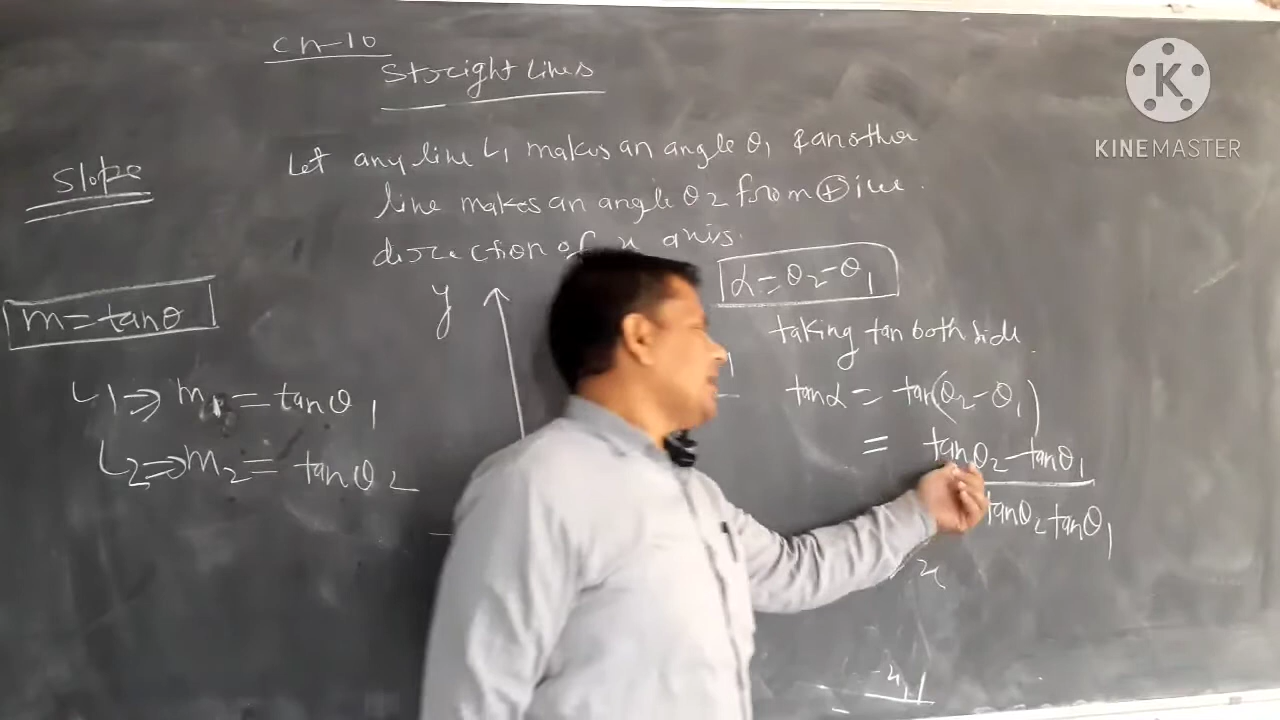 Ch-10
Straight Lines
Slope
Let any line L1 makes an angle θ1 & another
line makes an angle θ2 from ⊕ive
direction of x axis.
m=tanθ
L1⇒ m1 = tanθ1
L2⇒ m2 = tanθ2
y
α=θ2-θ1
taking tan both side
tanα = tan(θ2-θ1)
= tanθ2-tanθ1
tanθ2 tanθ1
x
KINEMASTER